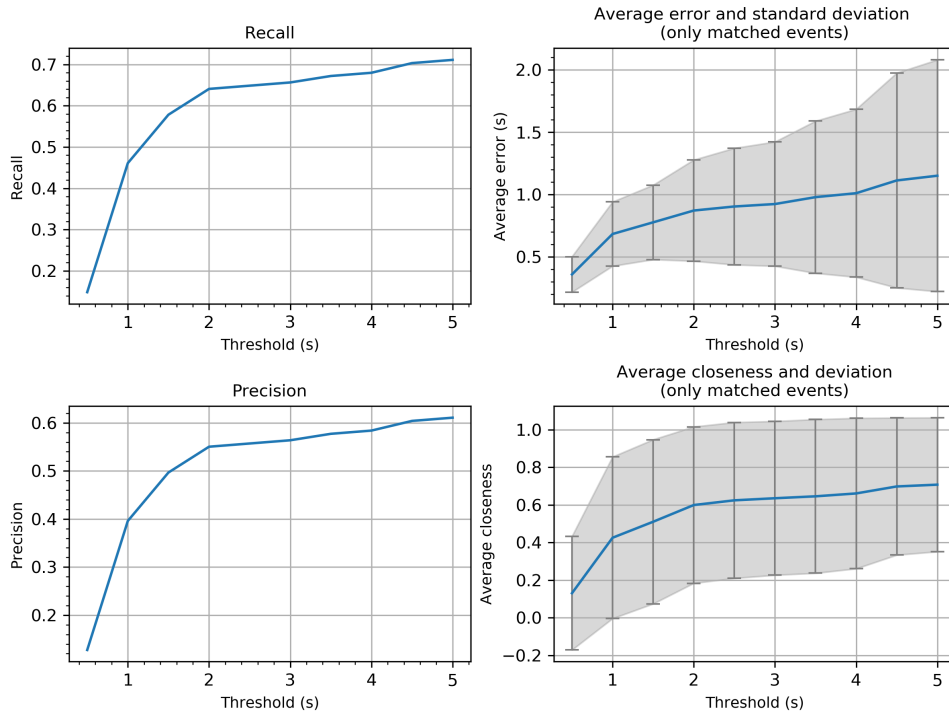 Recall
Recall
0.7
0.6
0.5
0.4
0.3
0.2
1 2 3 4 5
Threshold (s)
Average error and standard deviation
(only matched events)
Average error (s)
2.0
1.5
1.0
0.5
1 2 3 4 5
Threshold (s)
Precision
Precision
0.6
0.5
0.4
0.3
0.2
1 2 3 4 5
Threshold (s)
Average closeness and deviation
(only matched events)
Average closeness
1.0
0.8
0.6
0.4
0.2
0.0
−0.2
1 2 3 4 5
Threshold (s)